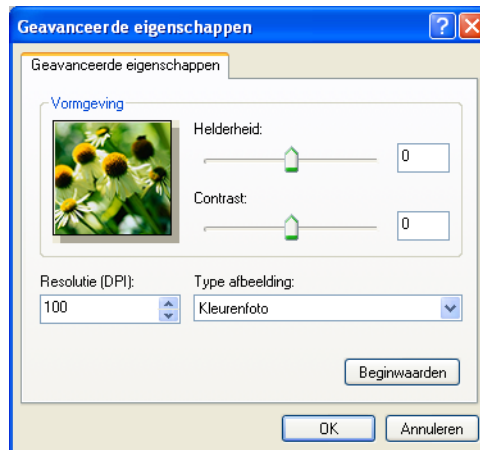 Geavanceerde eigenschappen
Geavanceerde eigenschappen
Vormgeving
Helderheid:
0
Contrast:
0
Resolutie (DPI):
Type afbeelding:
100
Kleurenfoto
Beginwaarden
OK
Annuleren